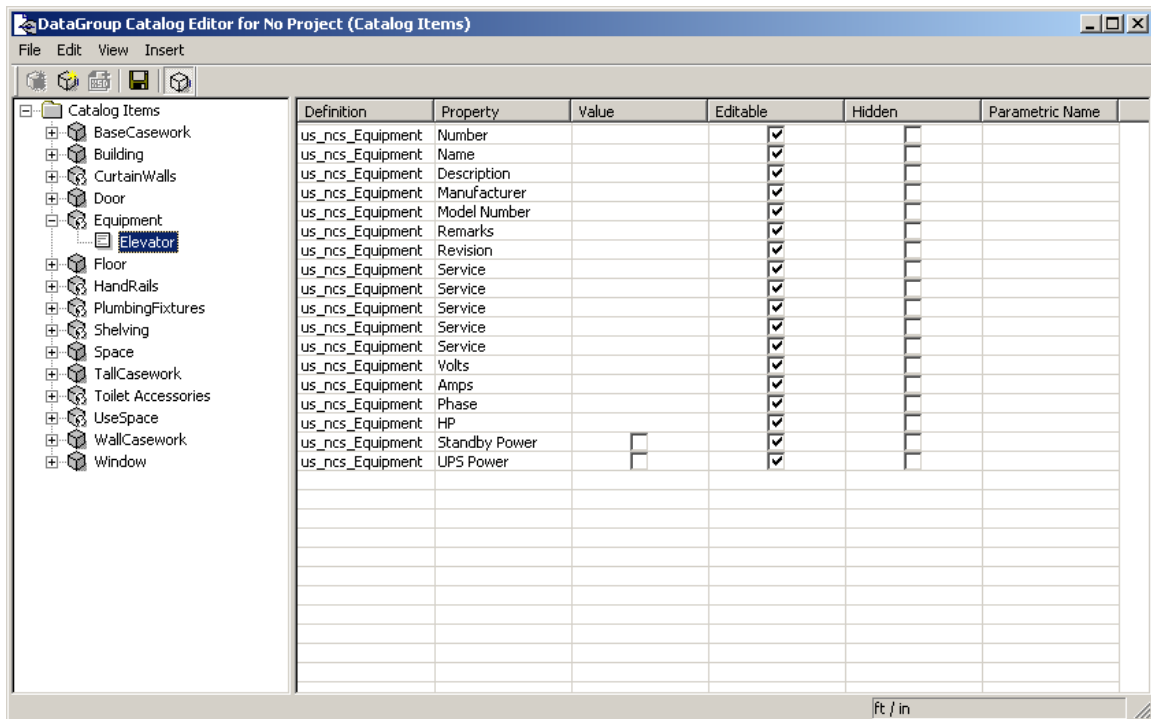 DataGroup Catalog Editor for No Project (Catalog Items)
File Edit View Insert
Catalog Items
BaseCasework
Building
CurtainWalls
Door
Equipment
Elevator
Floor
HandRails
PlumbingFixtures
Shelving
Space
TallCasework
Toilet Accessories
UseSpace
WallCasework
Window
Definition Property Value Editable Hidden Parametric Name
us_ncs_Equipment Number
us_ncs_Equipment Name
us_ncs_Equipment Description
us_ncs_Equipment Manufacturer
us_ncs_Equipment Model Number
us_ncs_Equipment Remarks
us_ncs_Equipment Revision
us_ncs_Equipment Service
us_ncs_Equipment Service
us_ncs_Equipment Service
us_ncs_Equipment Service
us_ncs_Equipment Service
us_ncs_Equipment Volts
us_ncs_Equipment Amps
us_ncs_Equipment Phase
us_ncs_Equipment HP
us_ncs_Equipment Standby Power
us_ncs_Equipment UPS Power
ft / in